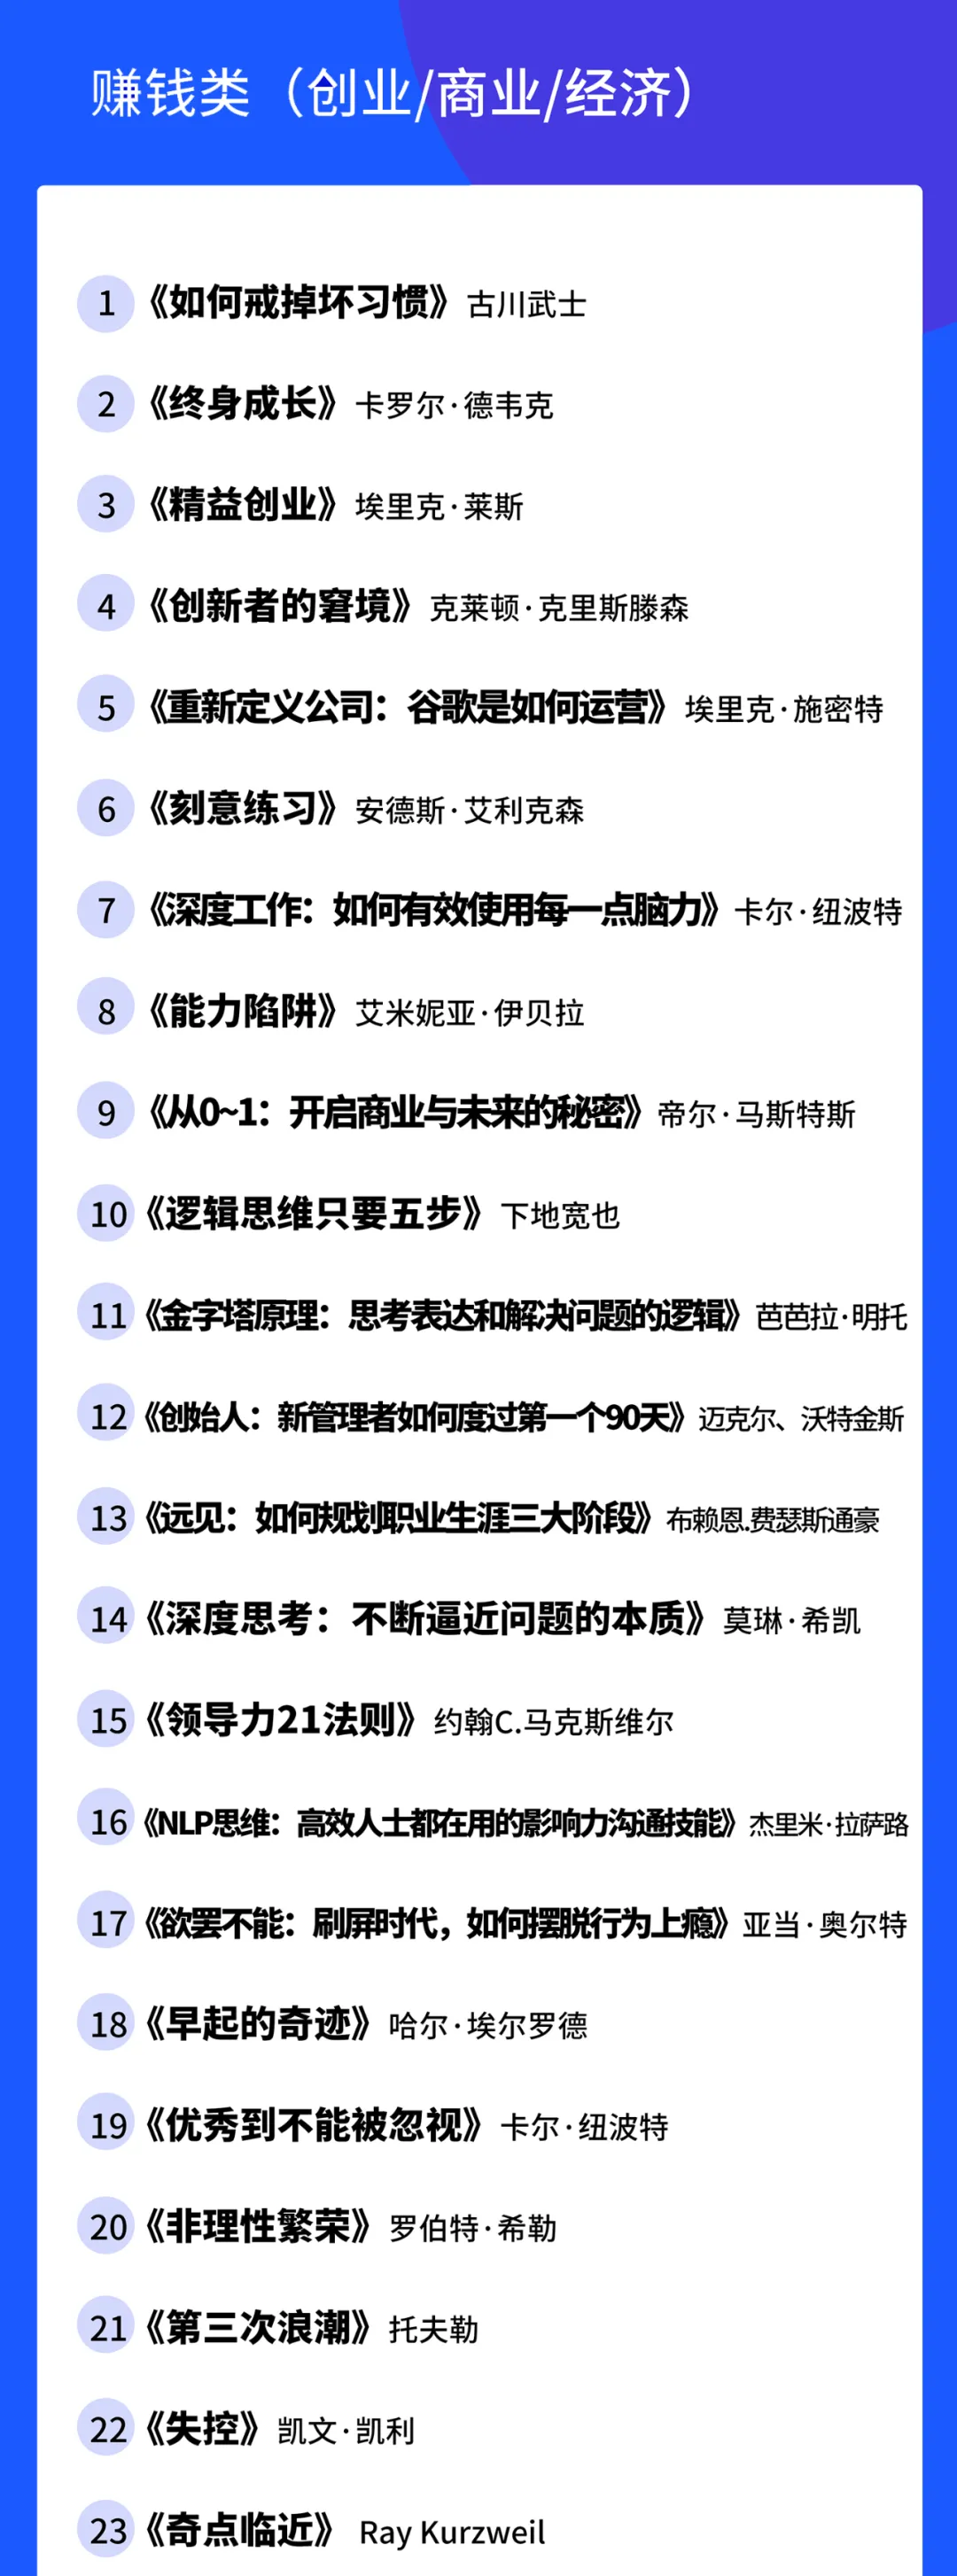 赚钱类（创业/商业/经济）
1《如何戒掉坏习惯》古川武士
2《终身成长》卡罗尔·德韦克
3《精益创业》埃里克·莱斯
4《创新者的窘境》克莱顿·克里斯滕森
5《重新定义公司：谷歌是如何运营》埃里克·施密特
6《刻意练习》安德斯·艾利克森
7《深度工作：如何有效使用每一点脑力》卡尔·纽波特
8《能力陷阱》艾米妮亚·伊贝拉
9《从0~1：开启商业与未来的秘密》帝尔·马斯特斯
10《逻辑思维只要五步》下地宽也
11《金字塔原理：思考表达和解决问题的逻辑》芭芭拉·明托
12《创始人：新管理者如何度过第一个90天》迈克尔、沃特金斯
13《远见：如何规划职业生涯三大阶段》布赖恩.费瑟斯通豪
14《深度思考：不断逼近问题的本质》莫琳·希凯
15《领导力21法则》约翰C.马克斯维尔
16《NLP思维：高效人士都在用的影响力沟通技能》杰里米·拉萨路
17《欲罢不能：刷屏时代，如何摆脱行为上瘾》亚当·奥尔特
18《早起的奇迹》哈尔·埃尔罗德
19《优秀到不能被忽视》卡尔·纽波特
20《非理性繁荣》罗伯特·希勒
21《第三次浪潮》托夫勒
22《失控》凯文·凯利
23《奇点临近》 Ray Kurzweil